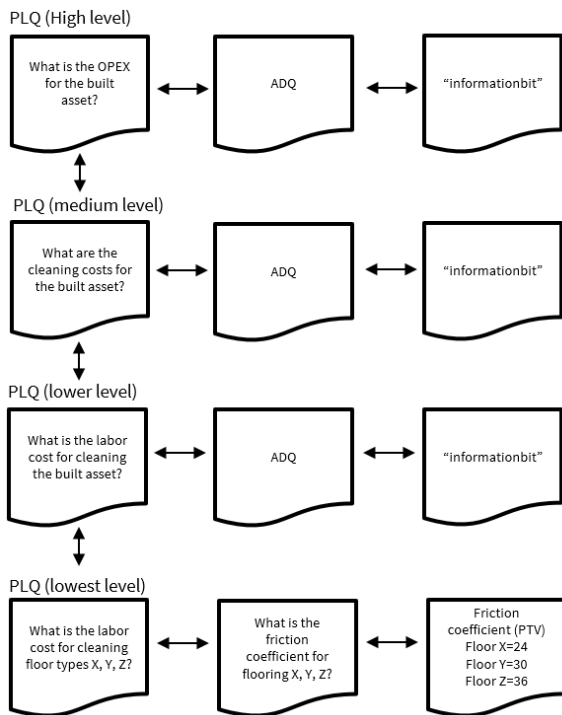 PLQ (High level)
What is the OPEX
for the built
asset?
ADQ
“informationbit”
PLQ (medium level)
What are the
cleaning costs for
the built asset?
ADQ
“informationbit”
PLQ (lower level)
What is the labor
cost for cleaning
the built asset?
ADQ
“informationbit”
PLQ (lowest level)
What is the labor
cost for cleaning
floor types X, Y, Z?
What is the
friction
coefficient for
flooring X, Y, Z?
Friction
coefficient (PTV)
Floor X=24
Floor Y=30
Floor Z=36